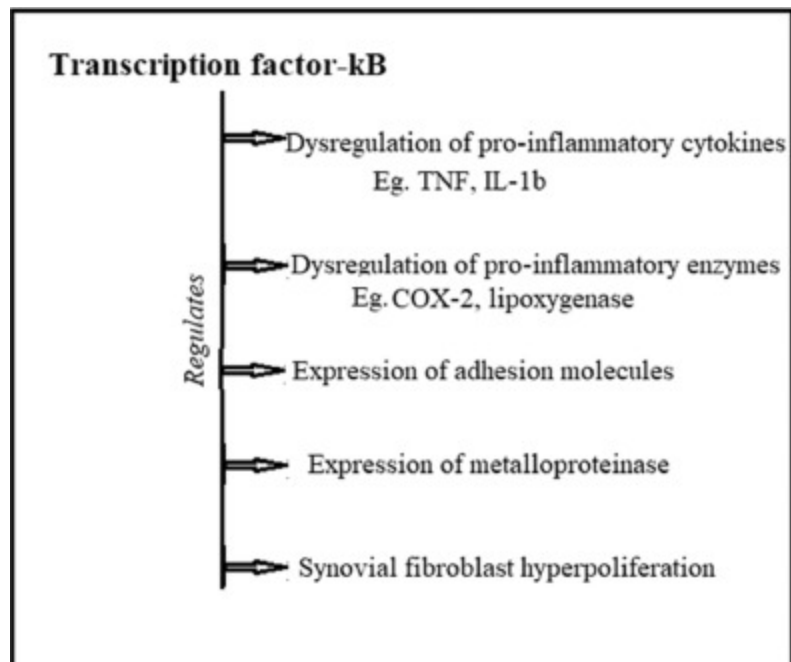 Transcription factor-kB
Dysregulation of pro-inflammatory cytokines
Eg. TNF, IL-1b
Dysregulation of pro-inflammatory enzymes
Eg. COX-2, lipoxygenase
Regulates
Expression of adhesion molecules
Expression of metalloproteinase
Synovial fibroblast hyperpoliferation